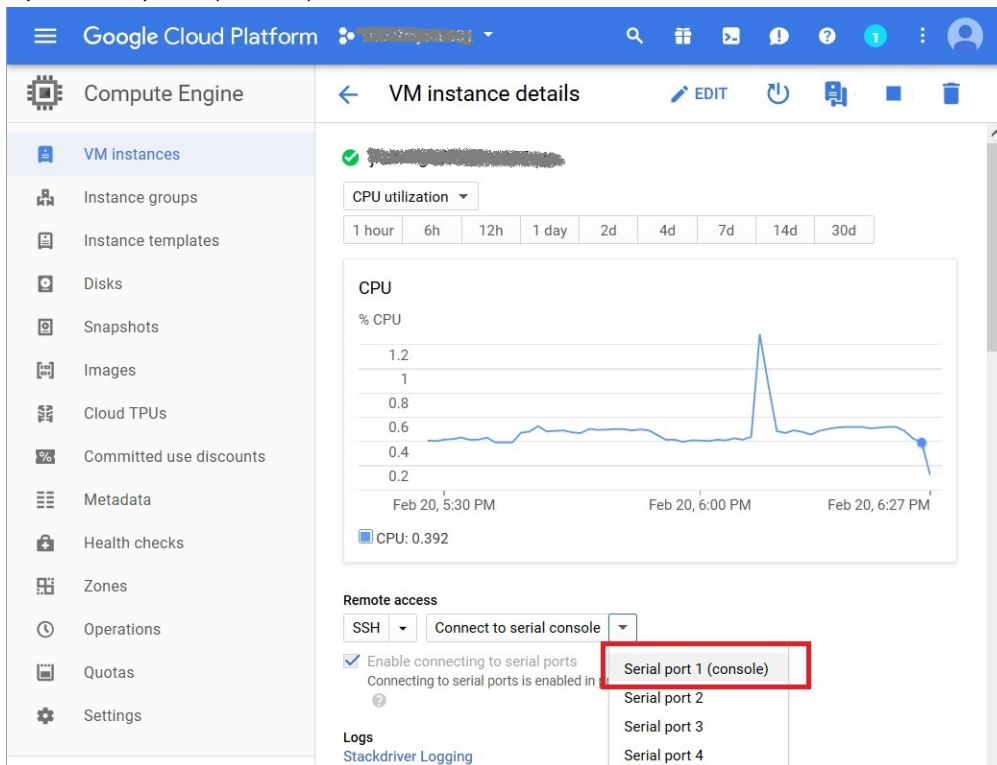 Google Cloud Platform
1
Compute Engine
VM instance details
EDIT
VM instances
Instance groups
Instance templates
Disks
Snapshots
Images
Cloud TPUs
Committed use discounts
Metadata
Health checks
Zones
Operations
Quotas
Settings
CPU utilization
1 hour 6h 12h 1 day 2d 4d 7d 14d 30d
CPU
% CPU
1.2
1
0.8
0.6
0.4
0.2
Feb 20, 5:30 PM Feb 20, 6:00 PM Feb 20, 6:27 PM
CPU: 0.392
Remote access
SSH Connect to serial console
Enable connecting to serial ports
Connecting to serial ports is enabled in
Serial port 1 (console)
Serial port 2
Serial port 3
Serial port 4
Logs
Stackdriver Logging